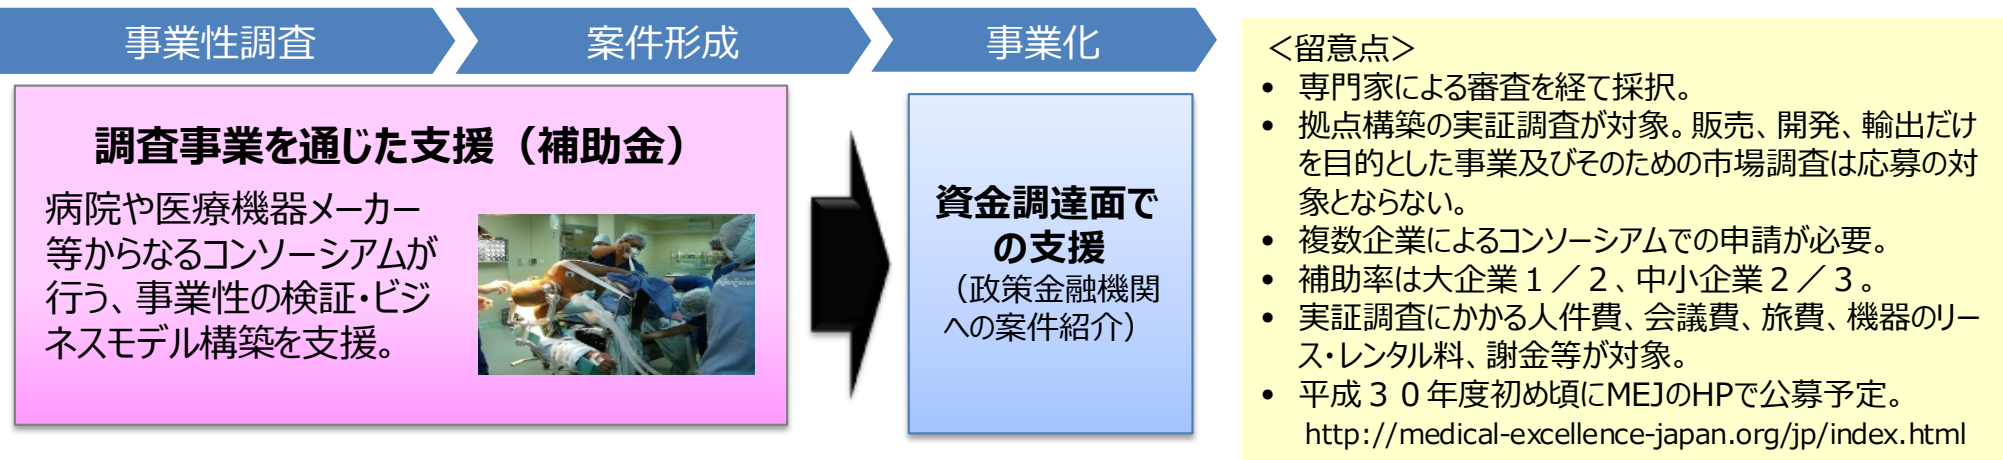 事業性調査
案件形成
事業化
調査事業を通じた支援（補助金）
病院や医療機器メーカー
等からなるコンソーシアムが
行う、事業性の検証・ビジ
ネスモデル構築を支援。
資金調達面で
の支援
（政策金融機関
への案件紹介）
＜留意点＞
• 専門家による審査を経て採択。
• 拠点構築の実証調査が対象。販売、開発、輸出だけ
を目的とした事業及びそのための市場調査は応募の対
象とならない。
• 複数企業によるコンソーシアムでの申請が必要。
• 補助率は大企業１／２、中小企業２／３。
• 実証調査にかかる人件費、会議費、旅費、機器のリー
ス・レンタル料、謝金等が対象。
• 平成３０年度初め頃にMEJのHPで公募予定。
http://medical-excellence-japan.org/jp/index.html